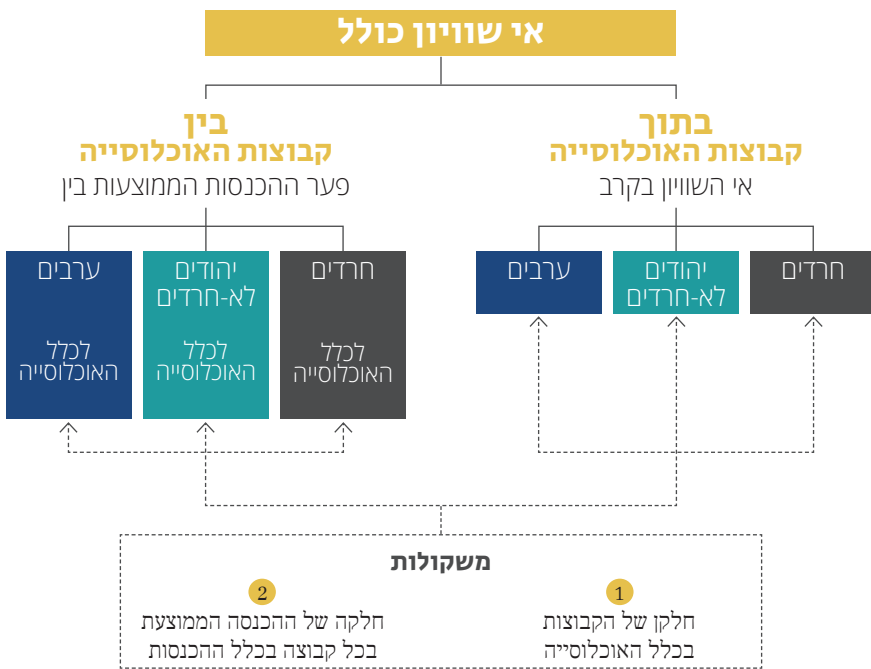 אי שוויון כולל
בתוך
קבוצות האוכלוסייה
אי השוויון בקרב
חרדים
יהודים
לא-חרדים
ערבים
בין
קבוצות האוכלוסייה
פער ההכנסות הממוצעות בין
חרדים
לכלל
האוכלוסייה
יהודים
לא-חרדים
לכלל
האוכלוסייה
ערבים
לכלל
האוכלוסייה
משקולות
1
חלקן של הקבוצות
בכלל האוכלוסייה
2
חלקה של ההכנסה הממוצעת
בכל קבוצה בכלל ההכנסות